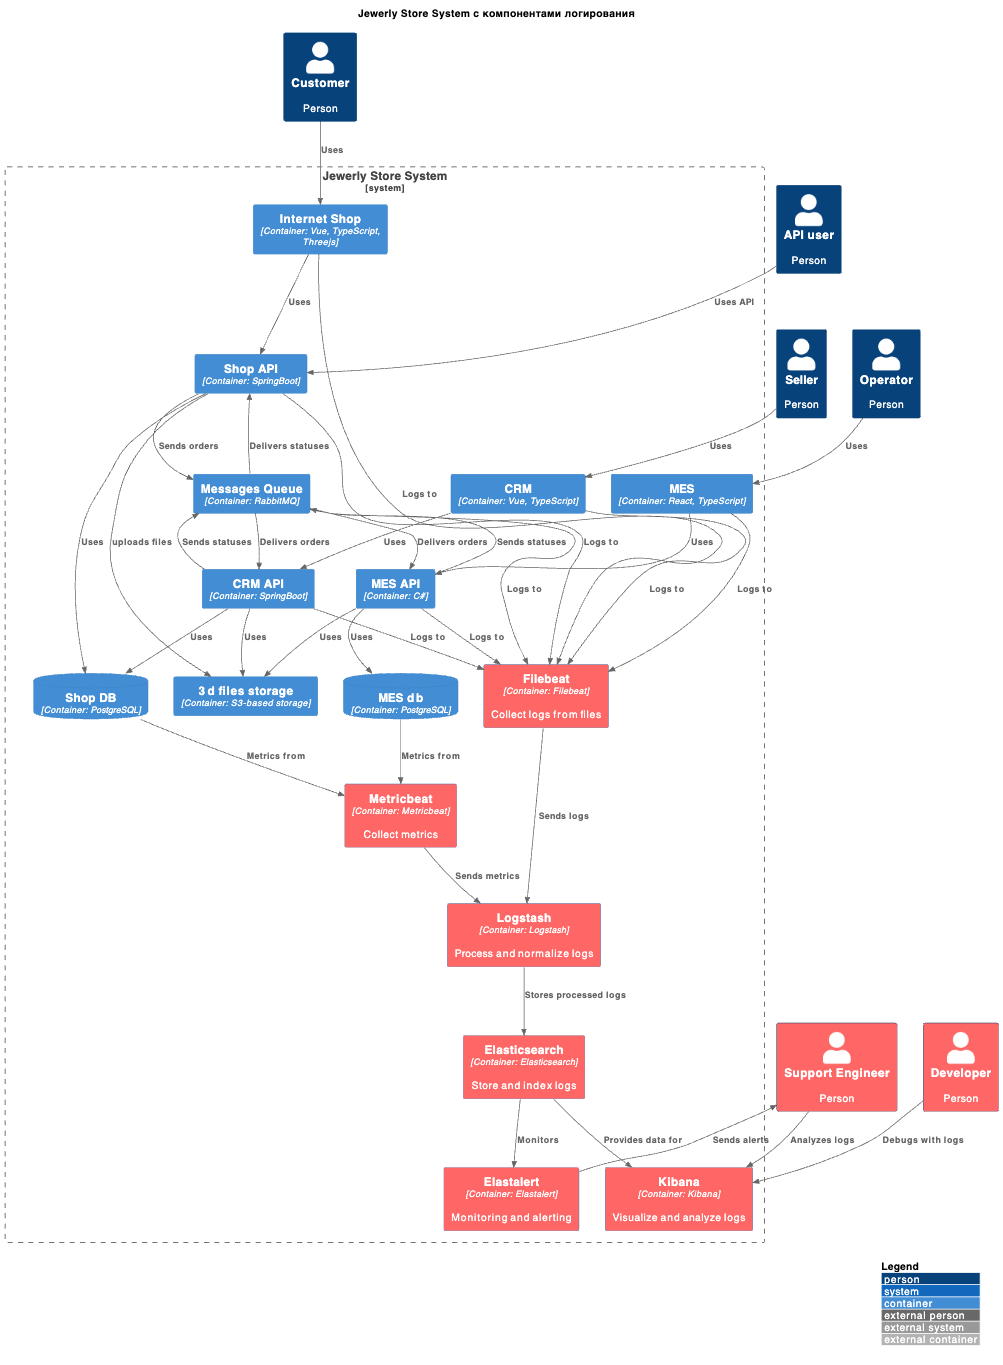 Jewerly Store System с компонентами логирования
Customer
Person
Uses
Jewerly Store System
[system]
Internet Shop
[Container: Vue, TypeScript,
Threejs]
API user
Person
Uses
Uses API
Shop API
[Container: SpringBoot]
Seller
Person
Operator
Person
Sends orders
Delivers statuses
Uses
Uses
Messages Queue
[Container: RabbitMQ]
Logs to
CRM
[Container: Vue, TypeScript]
MES
[Container: React, TypeScript]
Uses
uploads files
Sends statuses
Delivers orders
Uses
Delivers orders
Sends statuses
Logs to
Uses
CRM API
[Container: SpringBoot]
MES API
[Container: C#]
Logs to
Logs to
Logs to
Uses
Uses
Uses
Uses
Logs to
Logs to
Shop DB
[Container: PostgreSQL]
3d files storage
[Container: S3-based storage]
MES db
[Container: PostgreSQL]
Filebeat
[Container: Filebeat]
Collect logs from files
Metrics from
Metrics from
Metricbeat
[Container: Metricbeat]
Collect metrics
Sends logs
Sends metrics
Logstash
[Container: Logstash]
Process and normalize logs
Stores processed logs
Elasticsearch
[Container: Elasticsearch]
Store and index logs
Support Engineer
Person
Developer
Person
Monitors
Provides data for
Sends alerts
Analyzes logs
Debugs with logs
Elastalert
[Container: Elastalert]
Monitoring and alerting
Kibana
[Container: Kibana]
Visualize and analyze logs
Legend
person
system
container
external person
external system
external container